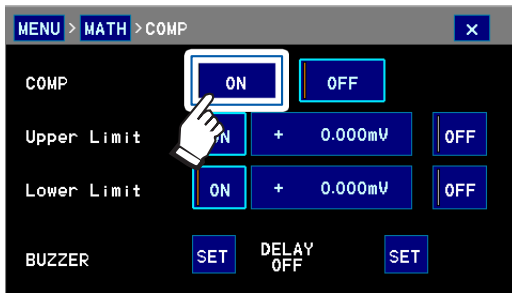 MENU > MATH > COMP ×
COMP ON OFF
Upper Limit ON + 0.000mV OFF
Lower Limit ON + 0.000mV OFF
BUZZER SET DELAY OFF SET